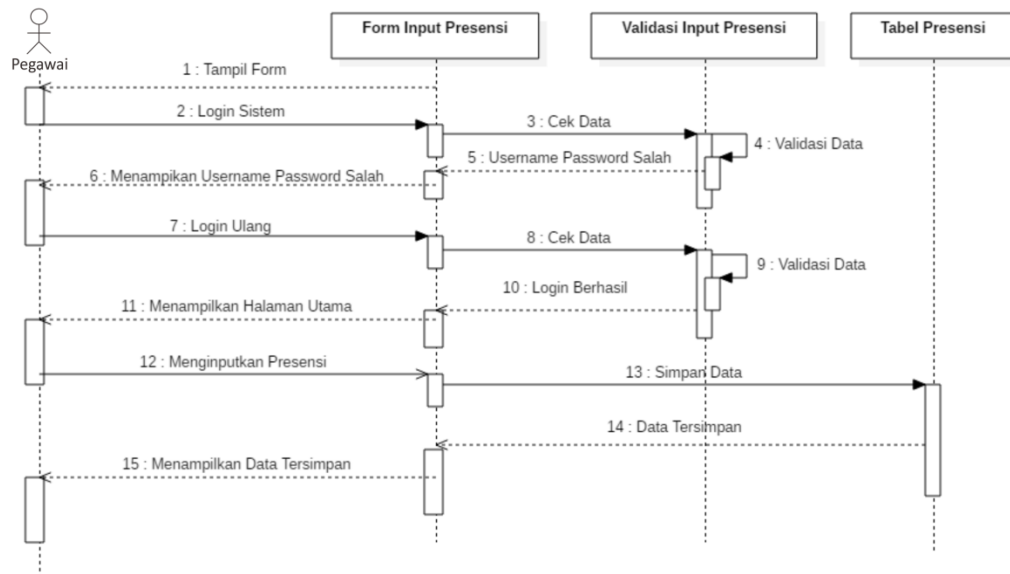 Form Input Presensi
Validasi Input Presensi
Tabel Presensi
Pegawai
1 : Tampil Form
2 : Login Sistem
3 : Cek Data
4 : Validasi Data
5 : Username Password Salah
6 : Menampikan Username Password Salah
7 : Login Ulang
8 : Cek Data
9 : Validasi Data
10 : Login Berhasil
11 : Menampilkan Halaman Utama
12 : Menginputkan Presensi
13 : Simpan Data
14 : Data Tersimpan
15 : Menampilkan Data Tersimpan